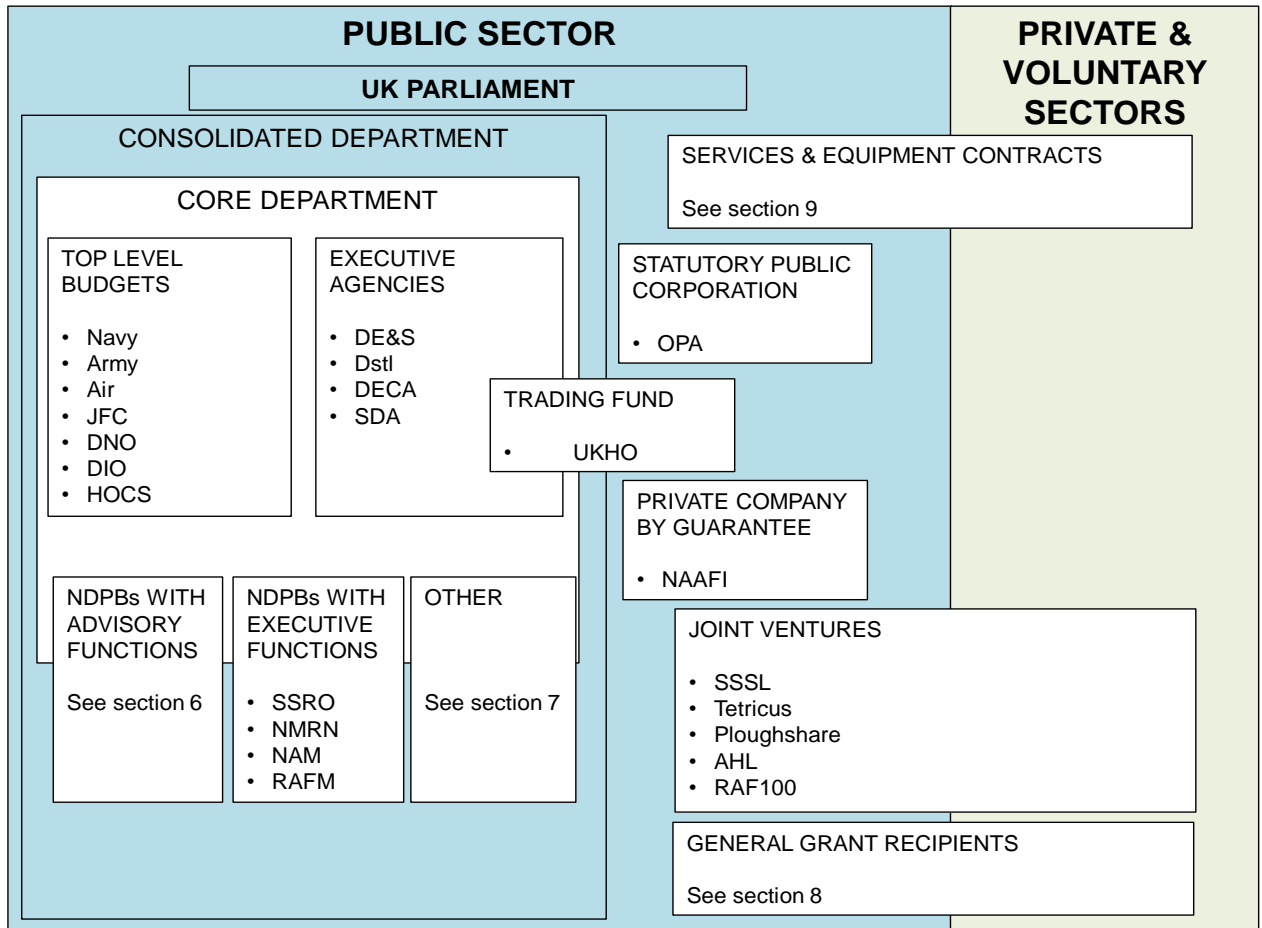 PUBLIC SECTOR
PRIVATE &
VOLUNTARY
SECTORS
UK PARLIAMENT
CONSOLIDATED DEPARTMENT
CORE DEPARTMENT
TOP LEVEL
BUDGETS
• Navy
• Army
• Air
• JFC
• DNO
• DIO
• HOCS
EXECUTIVE
AGENCIES
• DE&S
• Dstl
• DECA
• SDA
TRADING FUND
• UKHO
NDPBs WITH
ADVISORY
FUNCTIONS
See section 6
NDPBs WITH
EXECUTIVE
FUNCTIONS
• SSRO
• NMRN
• NAM
• RAFM
OTHER
See section 7
SERVICES & EQUIPMENT CONTRACTS
See section 9
STATUTORY PUBLIC
CORPORATION
• OPA
PRIVATE COMPANY
BY GUARANTEE
• NAAFI
JOINT VENTURES
• SSSL
• Tetricus
• Ploughshare
• AHL
• RAF100
GENERAL GRANT RECIPIENTS
See section 8